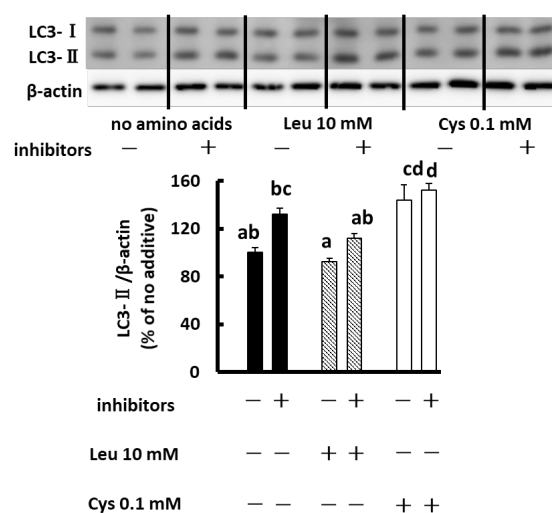 LC3- Ⅰ
LC3- Ⅱ
β-actin
no amino acids Leu 10 mM Cys 0.1 mM
inhibitors － ＋ － ＋ － ＋
160
120
80
40
0
LC3- Ⅱ /β-actin
(% of no additive)
ab bc a ab cd d
inhibitors － ＋ － ＋ － ＋
Leu 10 mM － － ＋ ＋ － －
Cys 0.1 mM － － － － ＋ ＋